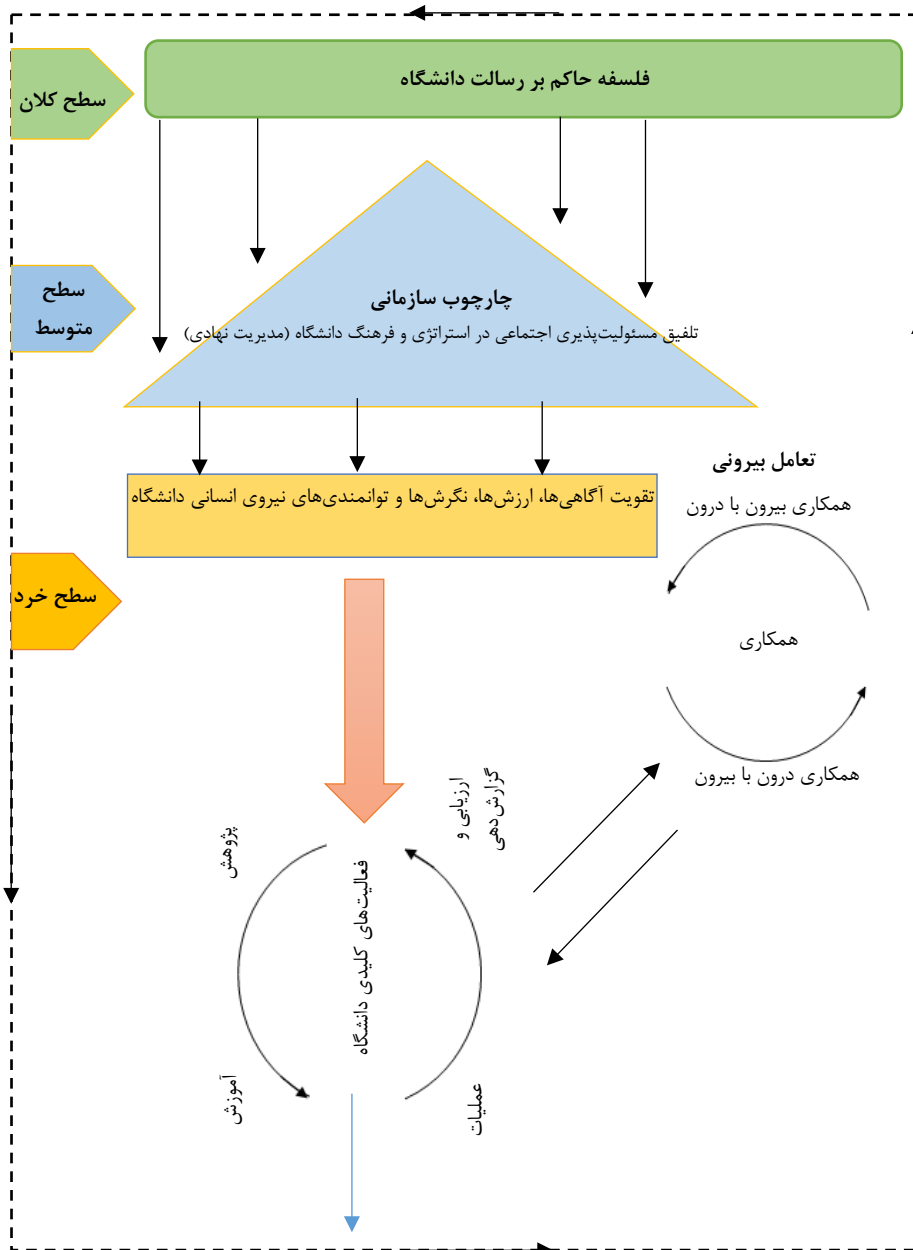 فلسفه حاکم بر رسالت دانشگاه
سطح کلان
چارچوب سازمانی
تلفیق مسئولیت‌پذیری اجتماعی در استراتژی و فرهنگ دانشگاه (مدیریت نهادی)
سطح
متوسط
تقویت آگاهی‌ها، ارزش‌ها، نگرش‌ها و توانمندی‌های نیروی انسانی دانشگاه
تعامل بیرونی
همکاری بیرون با درون
همکاری
همکاری درون با بیرون
سطح خرد
ارزیابی و
گزارش‌دهی
پژوهش
فعالیت‌های کلیدی دانشگاه
آموزش
عملیات